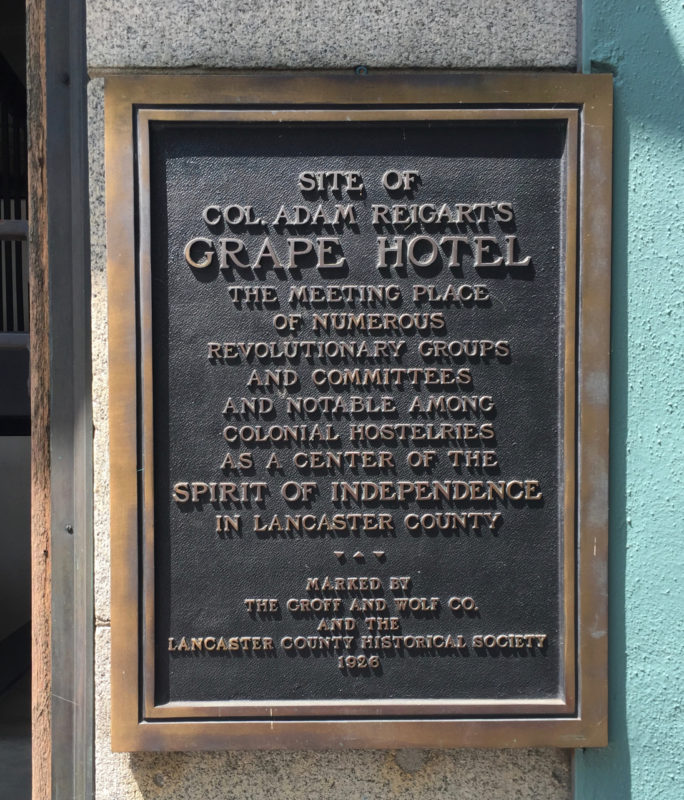 SITE OF
COL. ADAM REIGART'S
GRAPE HOTEL
THE MEETING PLACE
OF NUMEROUS
REVOLUTIONARY GROUPS
AND COMMITTEES
AND NOTABLE AMONG
COLONIAL HOSTELRIES
AS A CENTER OF THE
SPIRIT OF INDEPENDENCE
IN LANCASTER COUNTY
MARKED BY
THE GROFF AND WOLF CO.
AND THE
LANCASTER COUNTY HISTORICAL SOCIETY
1926